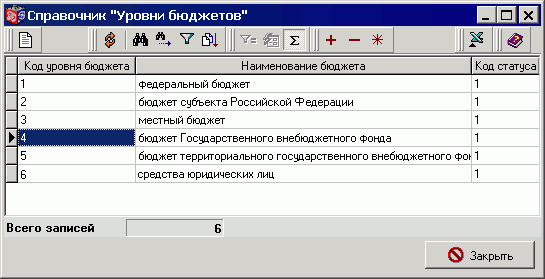 Справочник "Уровни бюджетов"
Код уровня бюджета Наименование бюджета Код статуса
1 федеральный бюджет 1
2 бюджет субъекта Российской Федерации 1
3 местный бюджет 1
4 бюджет Государственного внебюджетного фонда 1
5 бюджет территориального государственного внебюджетного фон 1
6 средства юридических лиц 1
Всего записей 6
Закрыть